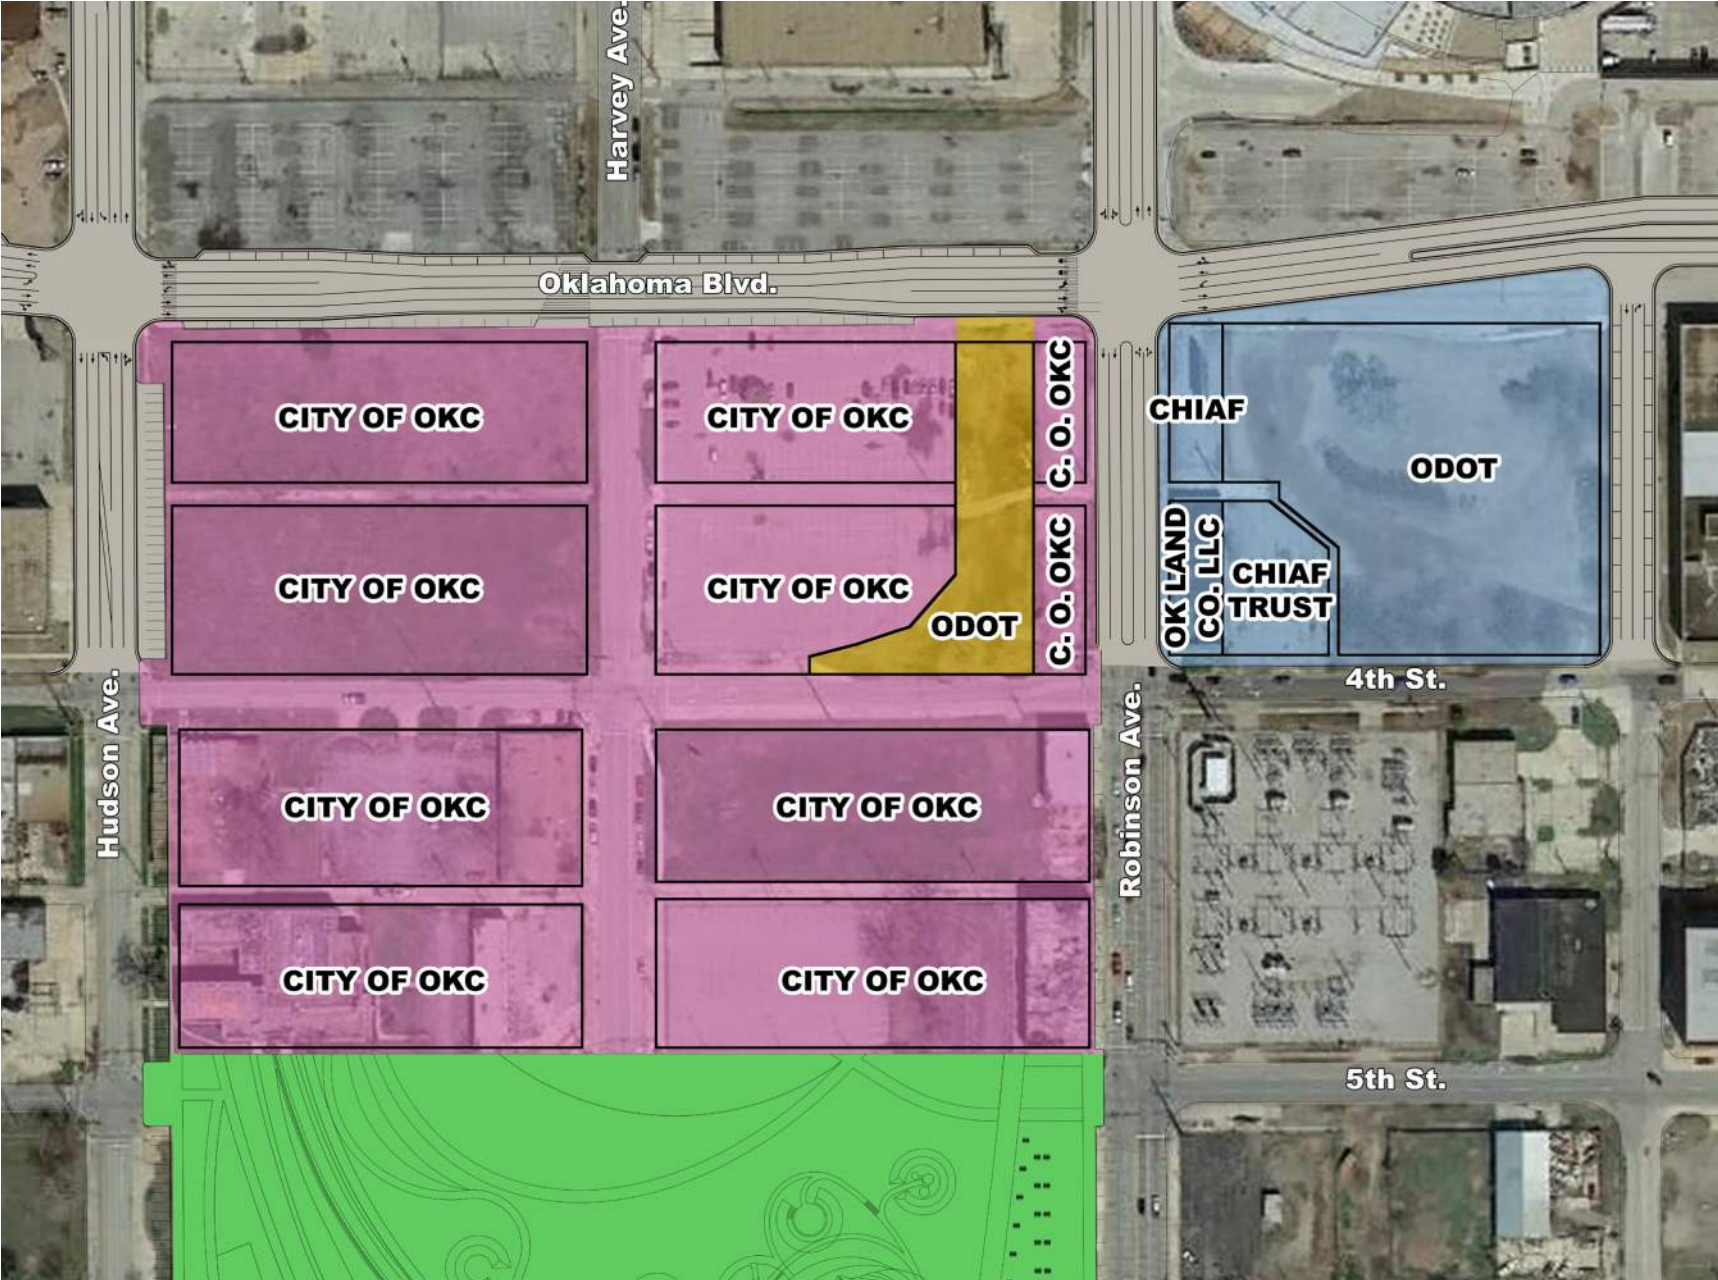 Harvey Ave.
Oklahoma Blvd.
CITY OF OKC
CITY OF OKC
C. O. OKC
CHIAF
ODOT
CITY OF OKC
CITY OF OKC
ODOT
C. O. OKC
OK LAND
CO. LLC
CHIAF
TRUST
4th St.
Hudson Ave.
Robinson Ave.
CITY OF OKC
CITY OF OKC
CITY OF OKC
CITY OF OKC
5th St.